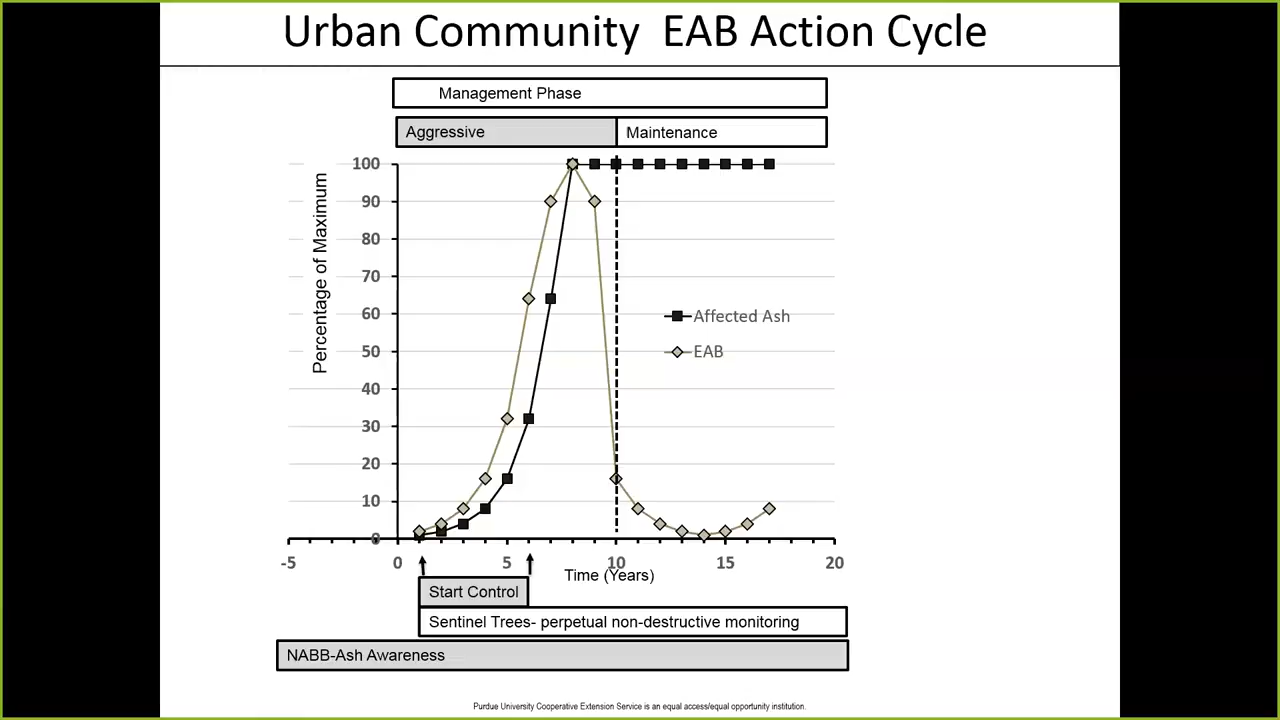 Urban Community  EAB Action Cycle
Management Phase
Aggressive
Maintenance
Percentage of Maximum
100
90
80
70
60
50
40
30
20
10
0
Affected Ash
EAB
-5
0
5
10
15
20
Time (Years)
Start Control
Sentinel Trees- perpetual non-destructive monitoring
NABB-Ash Awareness
Purdue University Cooperative Extension Service is an equal access/equal opportunity institution.